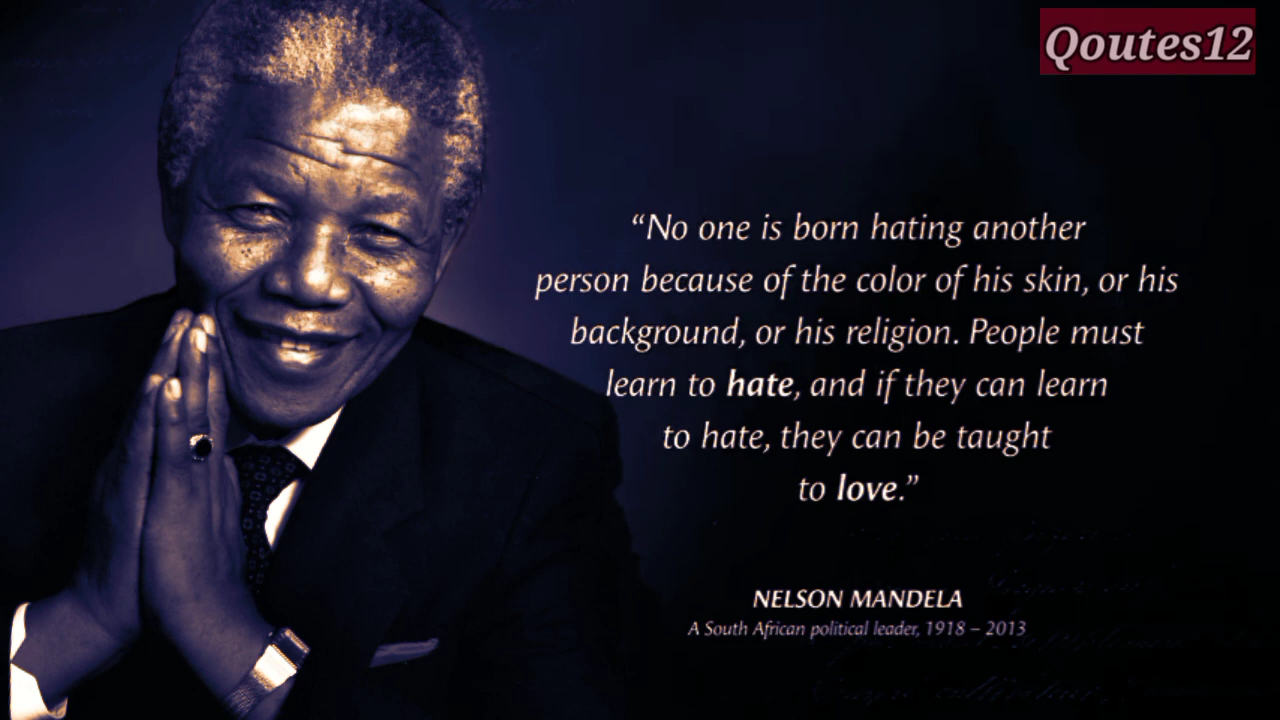 Qoutes12
“No one is born hating another
person because of the color of his skin, or his
background, or his religion. People must
learn to hate, and if they can learn
to hate, they can be taught
to love.”
NELSON MANDELA
A South African political leader, 1918 – 2013